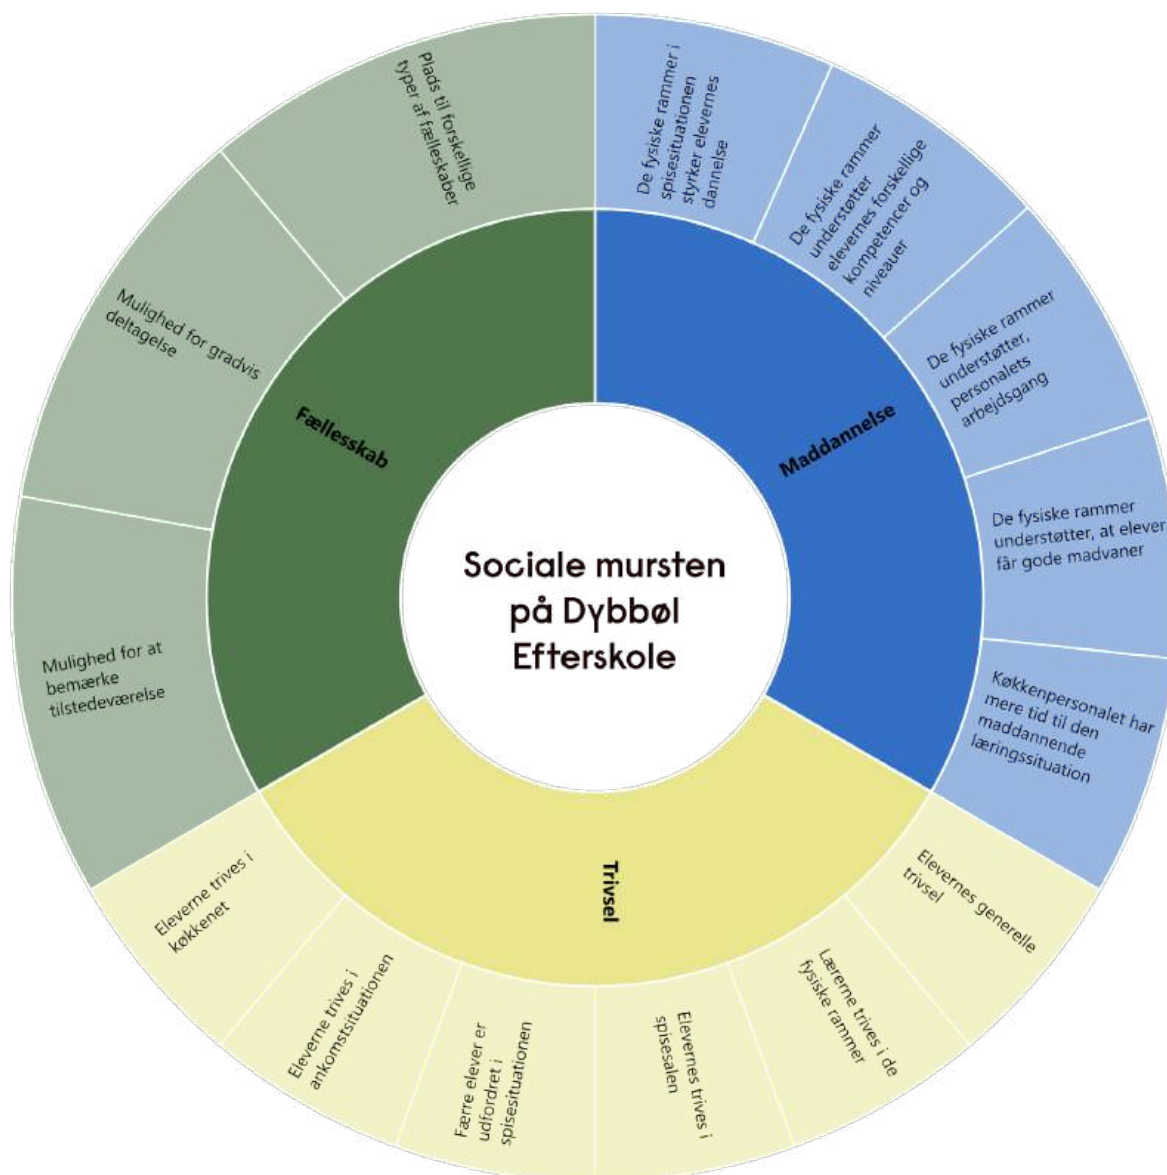 Sociale mursten
på Dybbøl
Efterskole
Maddannelse
De fysiske rammer i
spisesituationen
styrker elevernes
dannelse
De fysiske rammer
understøtter
elevernes forskellige
kompetencer og
niveauer
De fysiske rammer
understøtter,
personalets
arbejdsgang
De fysiske rammer
understøtter, at elever
får gode madvaner
Køkkenpersonalet har
mere tid til den
maddannende
læringssituation
Trivsel
Elevernes generelle
trivsel
Lærerne trives i de
fysiske rammer
Elevernes trives i
spisesalen
Færre elever er
udfordret i
spisesituationen
Eleverne trives i
ankomstsituationen
Eleverne trives i
køkkenet
Fællesskab
Mulighed for at
bemærke
tilstedeværelse
Mulighed for gradvis
deltagelse
Plads til forskellige
typer af fælleskaber